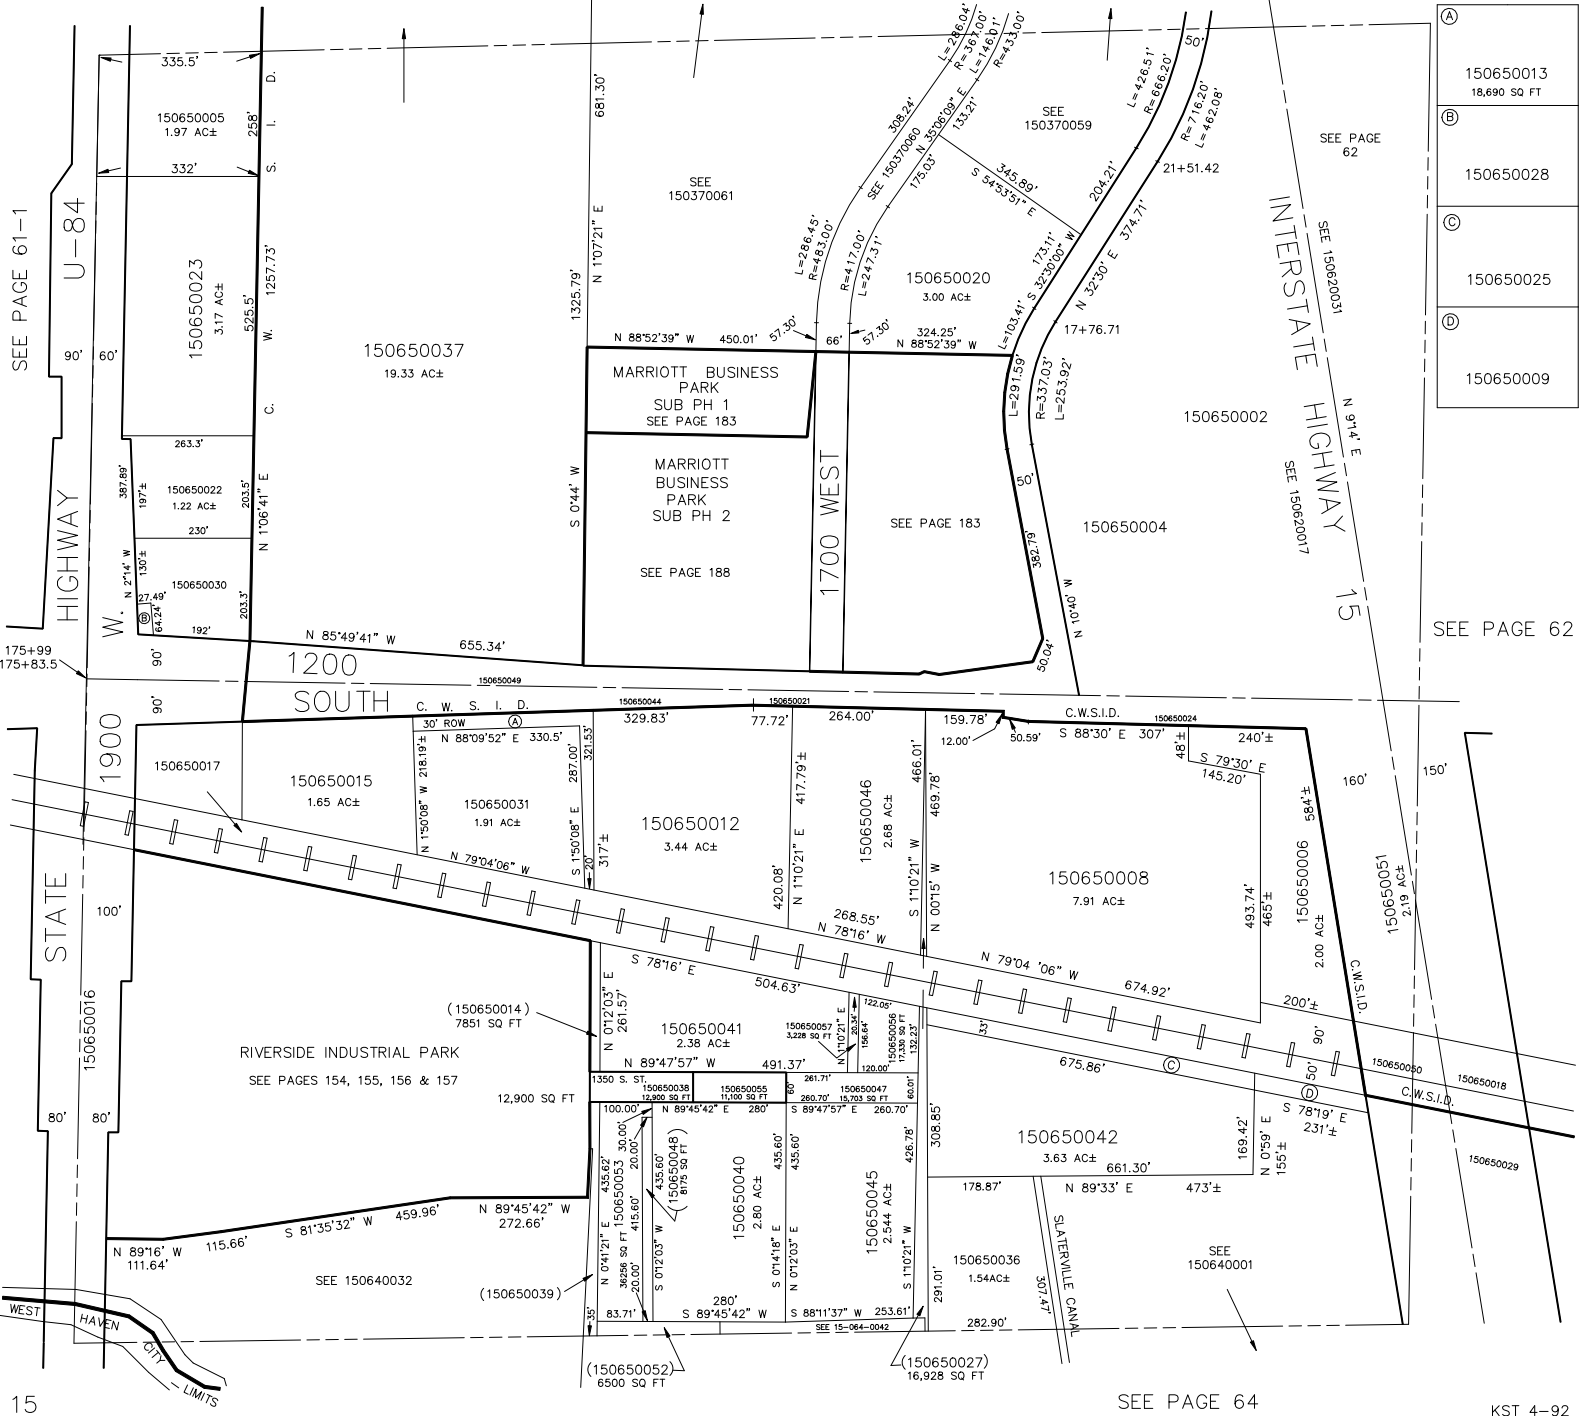 335.5'
150650005
1.97 AC±
258'
332'
C. W. S. I. D.
SEE PAGE 61-1
U-84
150650023
3.17 AC±
525.5'
1257.73'
90'
60'
HIGHWAY
263.3'
387.89'
197'±
150650022
1.22 AC±
203.5'
230'
N 1°06'41" E
N 2°14' W
130'±
150650030
27.49'
Ⓑ
64.24'
203.3'
192'
W.
175+99
175+83.5
90'
90'
150650037
19.33 AC±
681.30'
N 1°07'21" E
1325.79'
S 0°44' W
SEE
150370061
N 88°52'39" W 450.01'
57.30'
66'
57.30'
MARRIOTT BUSINESS
PARK
SUB PH 1
SEE PAGE 183
MARRIOTT
BUSINESS
PARK
SUB PH 2
SEE PAGE 188
1700 WEST
SEE PAGE 183
L=286.04'
R=367.00'
L=146.01'
R=433.00'
308.24'
SEE 150370060
N 35°06'09" E
133.21'
175.03'
L=286.45'
R=483.00'
R=417.00'
L=247.31'
SEE
150370059
345.89'
S 54°53'51" E
150650020
3.00 AC±
324.25'
N 88°52'39" W
50'
L=426.51'
R=666.20'
R=716.20'
L=462.08'
21+51.42
204.21'
374.71'
173.11'
S 32°30'00" W
N 32°30' E
L=103.41'
17+76.71
L=291.59'
R=337.03'
L=253.92'
50'
382.79'
N 10°40' W
50.04'
150650002
150650004
INTERSTATE HIGHWAY 15
SEE 150620031
N 9°14' E
SEE 150620017
SEE PAGE
62
Ⓐ
150650013
18,690 SQ FT
Ⓑ
150650028
Ⓒ
150650025
Ⓓ
150650009
SEE PAGE 62
N 85°49'41" W 655.34'
1200
SOUTH
150650049
C. W. S. I. D.
150650044
150650021
C.W.S.I.D.
150650024
30' ROW
Ⓐ
N 88°09'52" E 330.5'
329.83'
77.72'
264.00'
159.78'
12.00'
50.59'
S 88°30' E 307'
240'±
48'±
S 79°30' E
145.20'
160'
150'
1900
150650017
150650015
1.65 AC±
N 1°50'08" W 218.19'±
150650031
1.91 AC±
S 1°50'08" E 287.00'
321.53'
317'±
20'
N 79°04'06" W
150650012
3.44 AC±
N 1°10'21" E 417.79'±
420.08'
150650046
2.68 AC±
466.01'
S 1°10'21" W
469.78'
N 00°15' W
268.55'
N 78°16' W
150650008
7.91 AC±
493.74'
465'±
584'±
150650006
2.00 AC±
150650051
2.19 AC±
C.W.S.I.D.
N 79°04 '06" W
674.92'
200'±
STATE
100'
150650016
80'
80'
RIVERSIDE INDUSTRIAL PARK
SEE PAGES 154, 155, 156 & 157
(150650014)
7851 SQ FT
N 0°12'03" E
261.57'
S 78°16' E
504.63'
150650041
2.38 AC±
N 89°47'57" W 491.37'
N 1°10'21" E
150650057
3,228 SQ FT
20.34'
156.64'
122.05'
150650056
17,330 SQ FT
132.23'
120.00'
33'
675.86'
Ⓒ
90'
50'
Ⓓ
150650050
150650018
C.W.S.I.D.
S 78°19' E
231'±
150650029
12,900 SQ FT
1350 S. ST.
150650038
12,900 SQ FT
150650055
11,100 SQ FT
60'
261.71'
150650047
260.70'
15,703 SQ FT
60.01'
100.00'
N 89°45'42" E 280'
S 89°47'57" E 260.70'
435.62'
30.00'
20.00'
N 0°41'21" E
150650053
36256 SQ FT
415.60'
20.00'
435.60'
(150650048)
8175 SQ FT
S 0°12'03" W
150650040
2.80 AC±
435.60'
S 0°14'18" E
435.60'
N 0°12'03" E
150650045
2.544 AC±
426.78'
S 1°10'21" W
308.85'
150650042
3.63 AC±
661.30'
169.42'
N 0°59' E
155'±
178.87'
N 89°33' E 473'±
150650036
1.54AC±
291.01'
SLATERVILLE CANAL
307.47'
282.90'
SEE
150640001
N 89°16' W
111.64'
115.66'
S 81°35'32" W 459.96'
N 89°45'42" W
272.66'
SEE 150640032
(150650039)
35'
83.71'
280'
S 89°45'42" W
S 88°11'37" W 253.61'
SEE 15-064-0042
(150650052)
6500 SQ FT
(150650027)
16,928 SQ FT
WEST HAVEN CITY LIMITS
15
SEE PAGE 64
KST 4-92